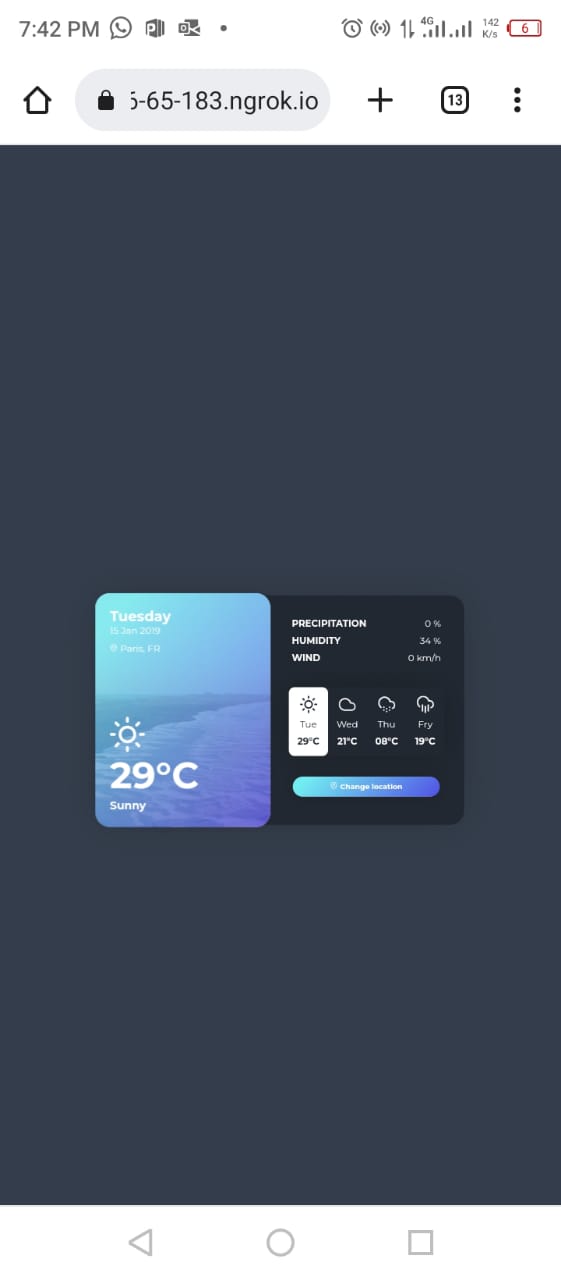 7:42 PM
4G
142
K/s
6
5-65-183.ngrok.io
13
Tuesday
15 Jan 2019
Paris, FR
29°C
Sunny
PRECIPITATION 0 %
HUMIDITY 34 %
WIND 0 km/h
Tue Wed Thu Fry
29°C 21°C 08°C 19°C
Change location